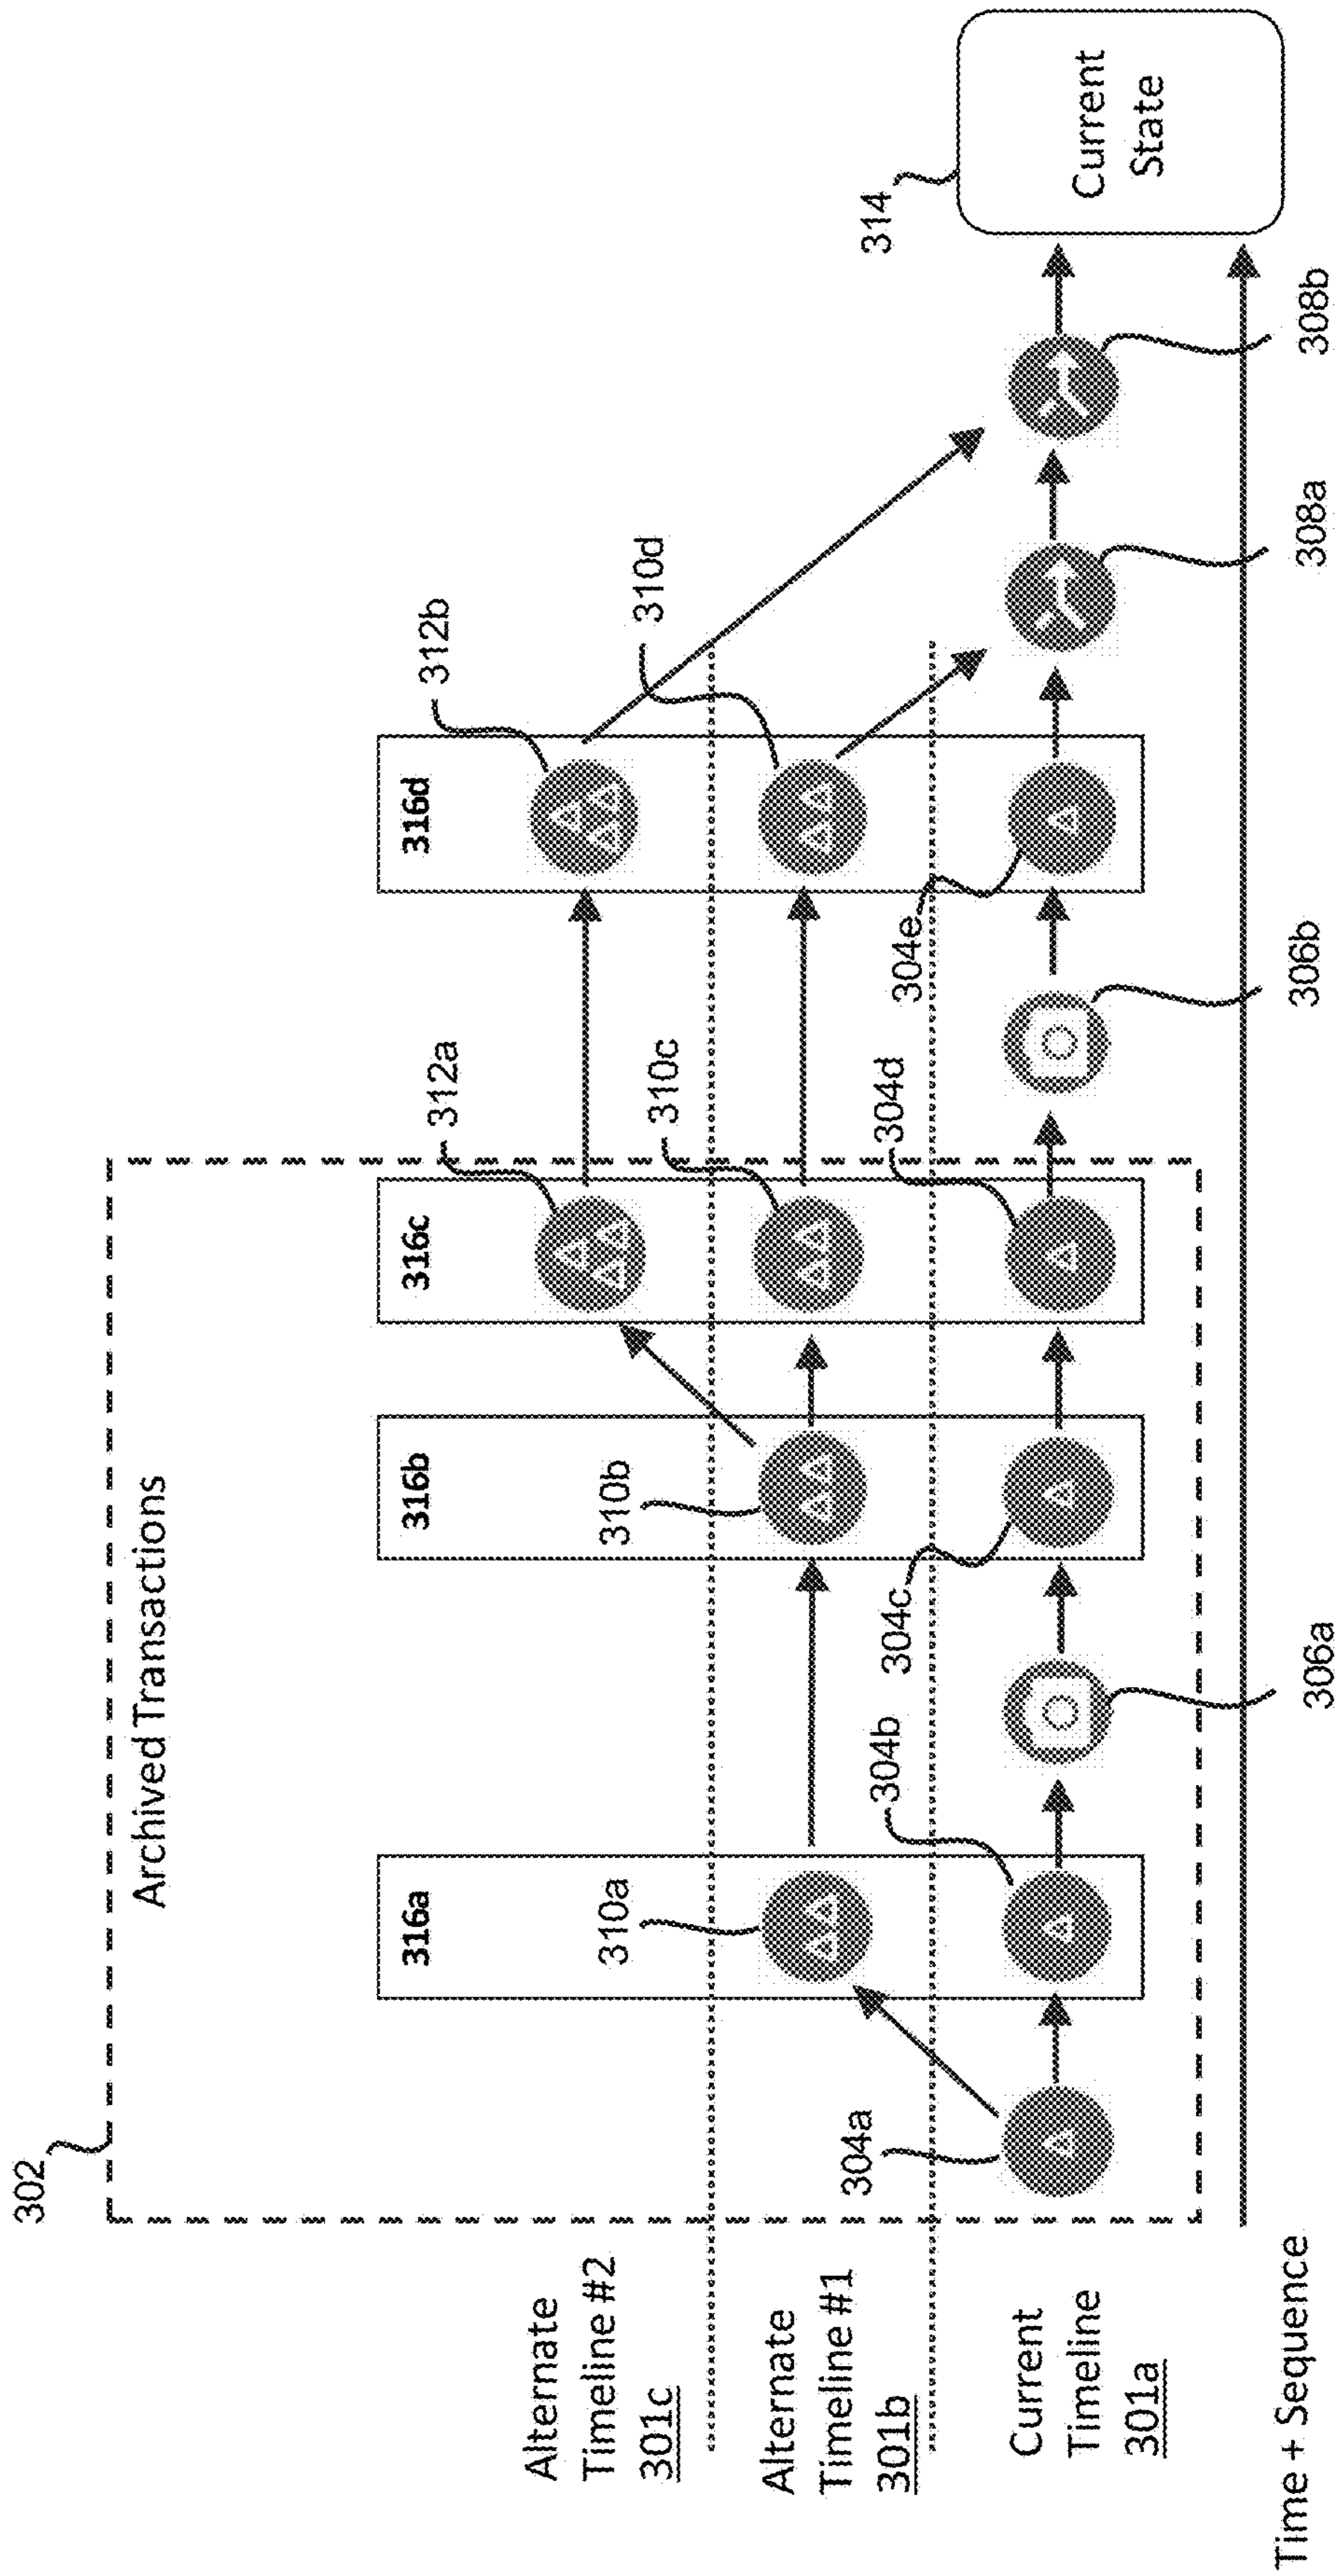 302
Archived Transactions
316a
316b
316c
316d
312a
312b
Alternate
Timeline #2
301c
310a
310b
310c
310d
Alternate
Timeline #1
301b
304a
304b
304c
304d
304e
314
Current
Timeline
301a
Current
State
Time + Sequence
306a
306b
308a
308b